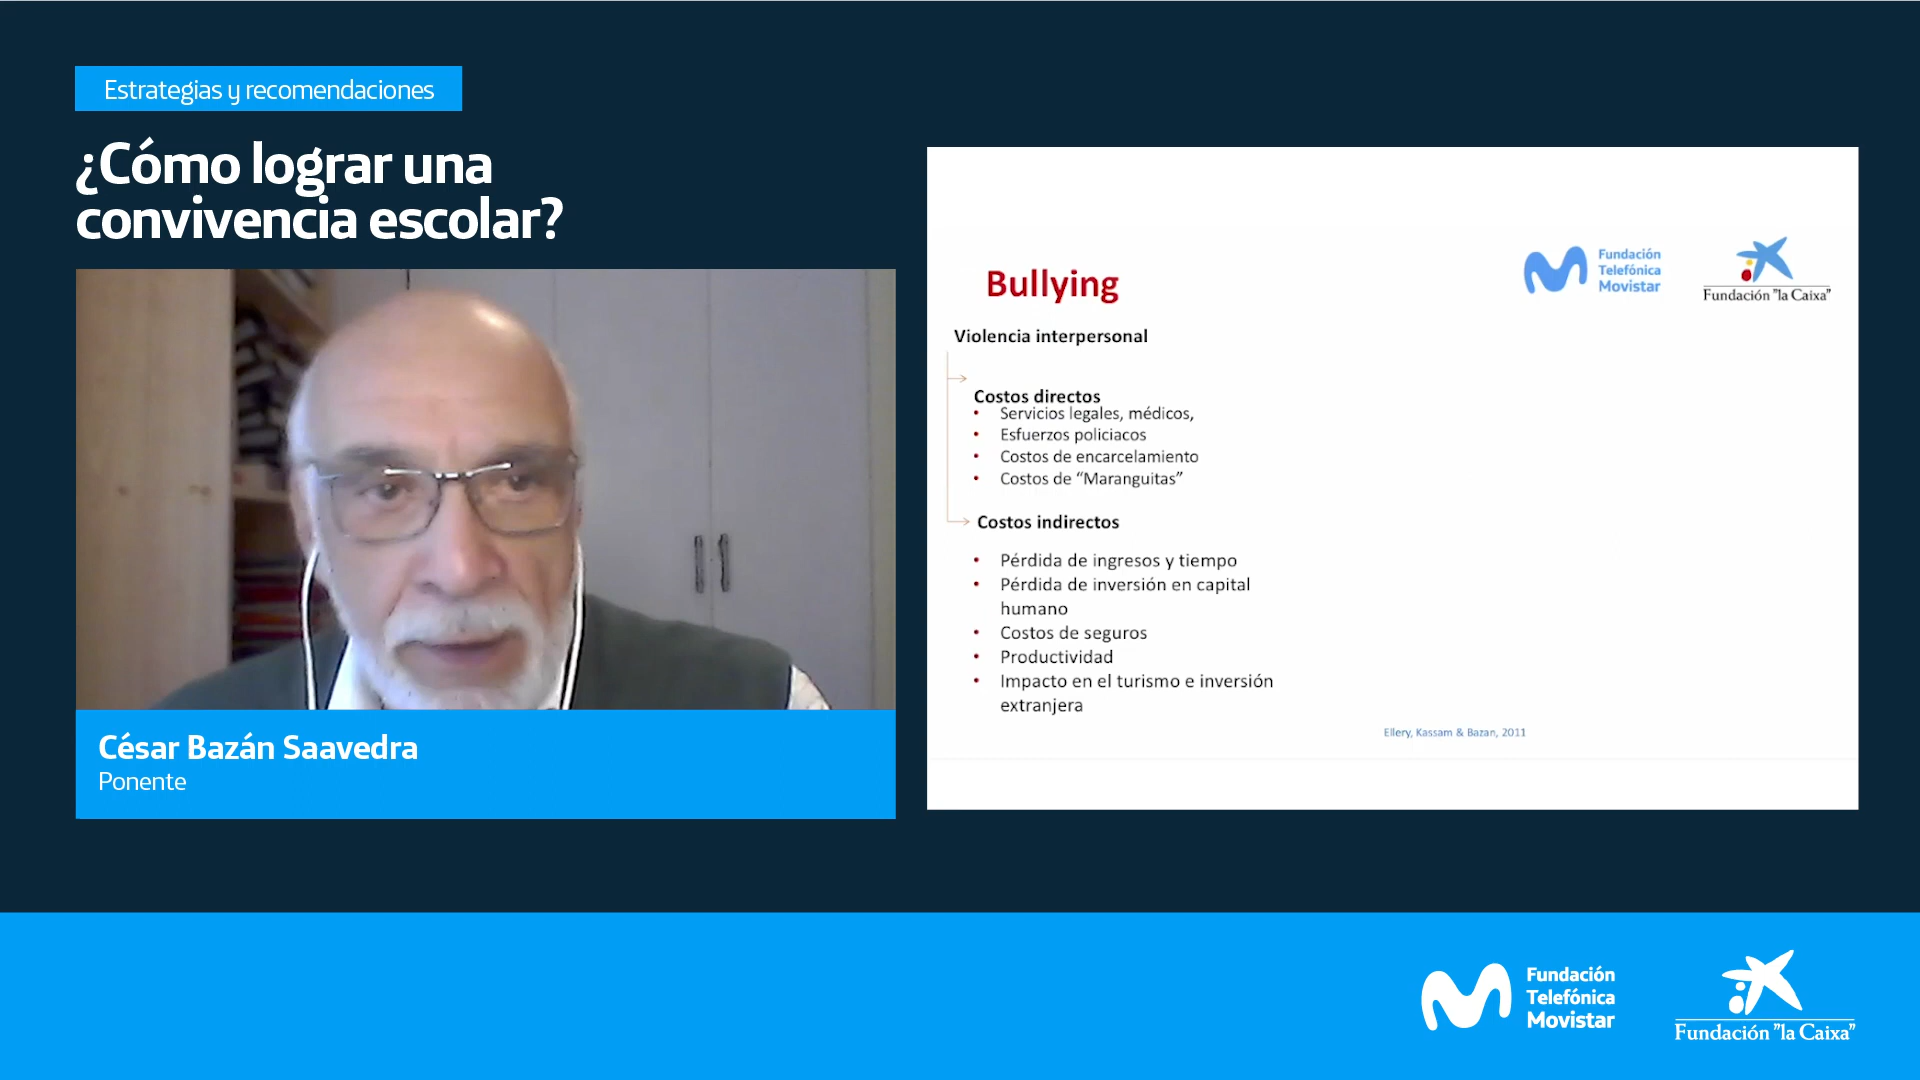 Estrategias y recomendaciones
¿Cómo lograr una
convivencia escolar?
César Bazán Saavedra
Ponente
Bullying
Fundación
Telefónica
Movistar
Fundación "la Caixa"
Violencia interpersonal
Costos directos
• Servicios legales, médicos,
• Esfuerzos policiacos
• Costos de encarcelamiento
• Costos de “Maranguitas”
Costos indirectos
• Pérdida de ingresos y tiempo
• Pérdida de inversión en capital
humano
• Costos de seguros
• Productividad
• Impacto en el turismo e inversión
extranjera
Ellery, Kassam & Bazan, 2011
Fundación
Telefónica
Movistar
Fundación "la Caixa"